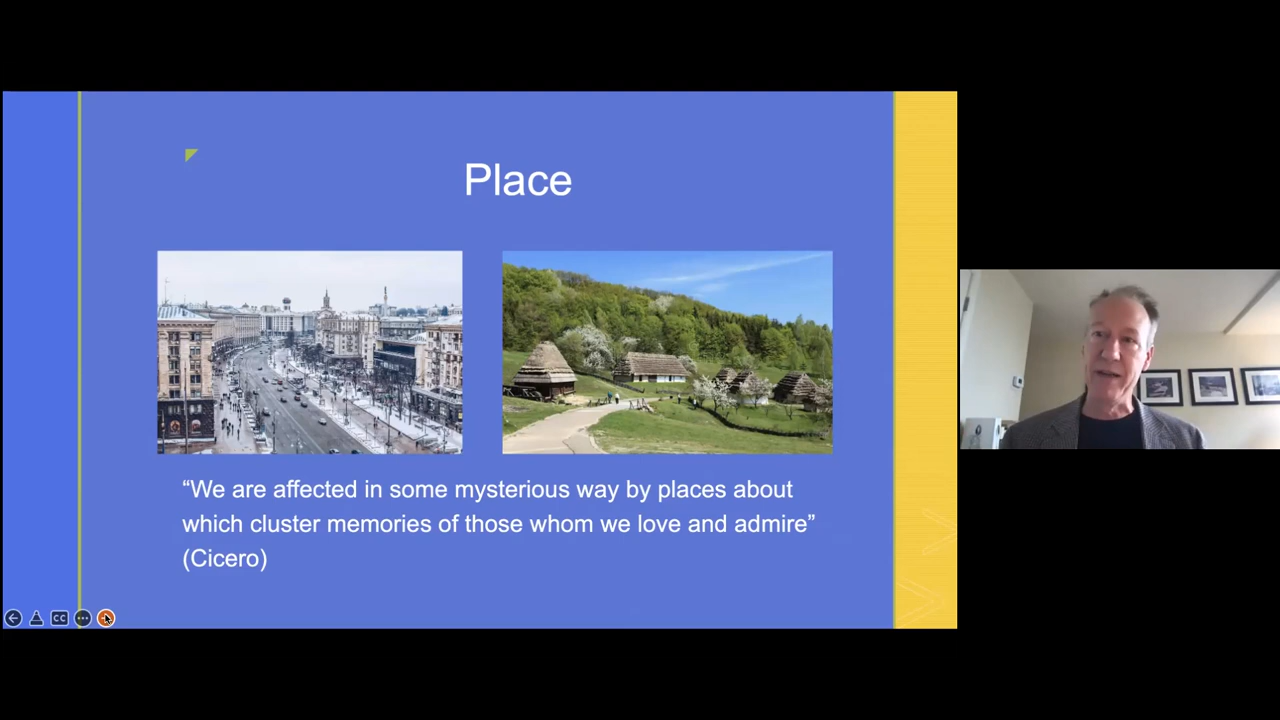 Place
“We are affected in some mysterious way by places about
which cluster memories of those whom we love and admire”
(Cicero)
CC